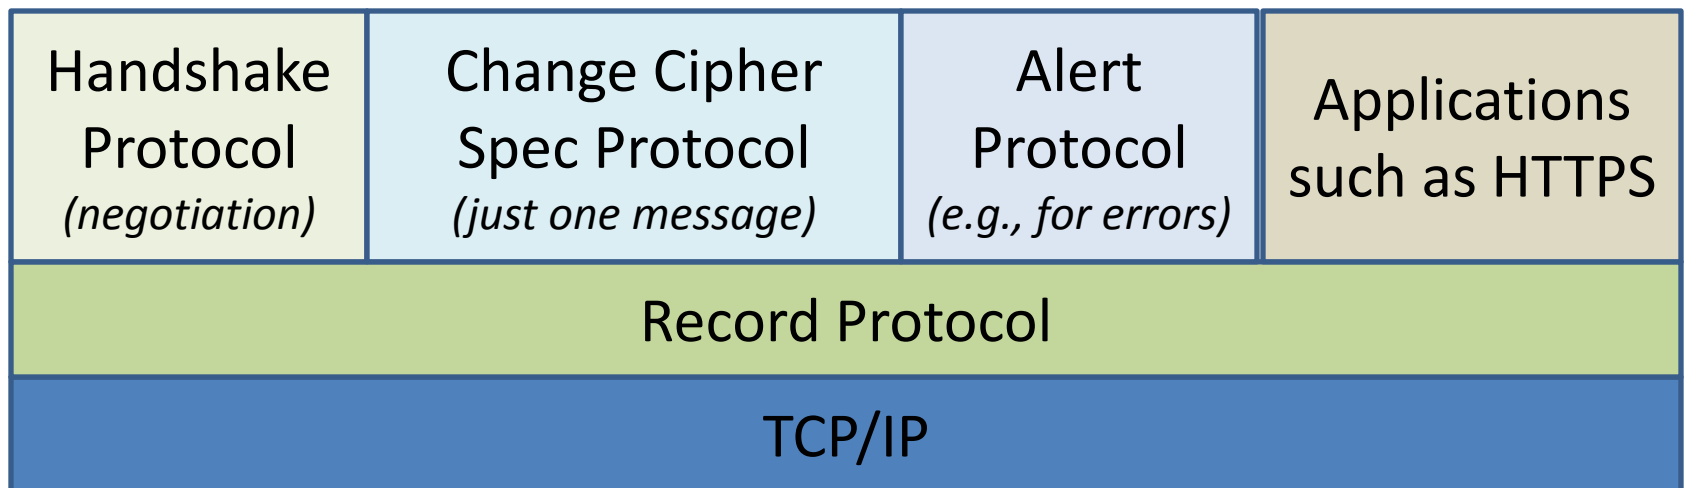 Handshake
Protocol
(negotiation)
Change Cipher
Spec Protocol
(just one message)
Alert
Protocol
(e.g., for errors)
Applications
such as HTTPS
Record Protocol
TCP/IP